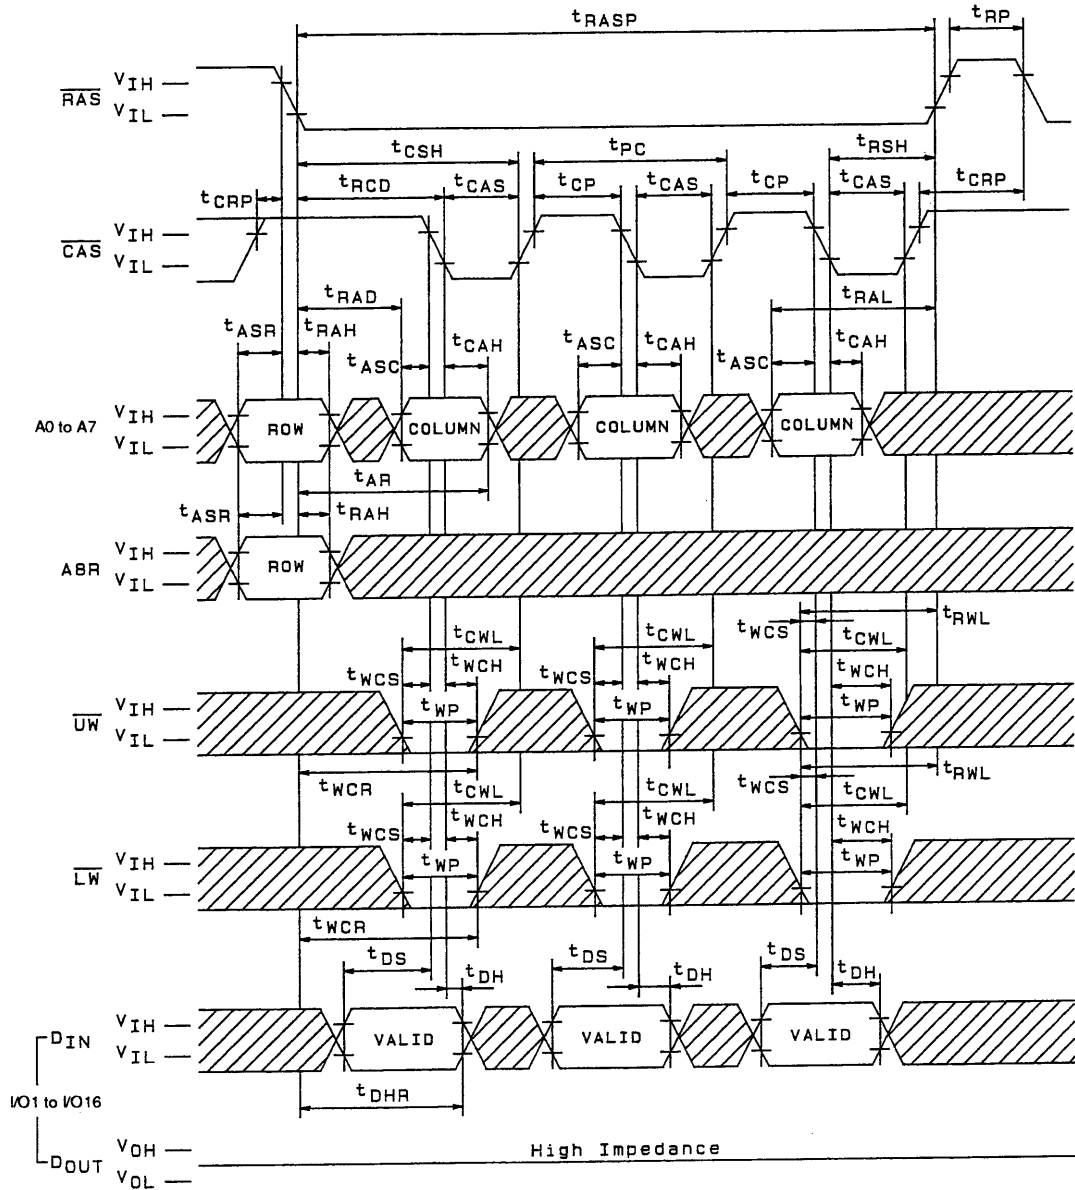 tRASP tRP
RAS VIH
VIL
tCSH tPC tRSH
tCRP tRCD tCAS tCP tCAS tCP tCAS tCRP
CAS VIH
VIL
tRAD tRAL
tASR tRAH tASC tCAH tASC tCAH tASC tCAH
A0 to A7 VIH
VIL
ROW COLUMN COLUMN COLUMN
tAR
tASR tRAH
ABR VIH
VIL
ROW
tRWL
tCWL tCWL tWCS tCWL
tWCS tWCH tWCS tWCH tWCH
tWP tWP tWP
UW VIH
VIL
tWCR tRWL
tCWL tCWL tWCS tCWL
tWCS tWCH tWCS tWCH tWCH
tWP tWP tWP
LW VIH
VIL
tWCR
tDS tDH tDS tDH tDS tDH
DIN VIH
VIL
VALID VALID VALID
tDHR
I/O1 to I/O16
DOUT VOH
VOL
High Impedance